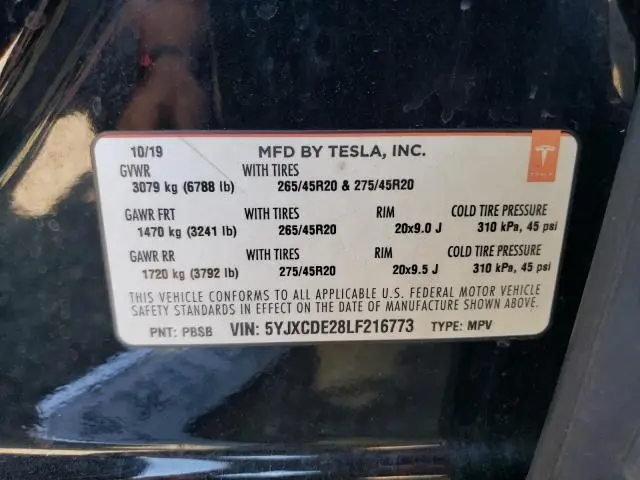 10/19 MFD BY TESLA, INC.
GVWR WITH TIRES
3079 kg (6788 lb) 265/45R20 & 275/45R20
GAWR FRT WITH TIRES RIM COLD TIRE PRESSURE
1470 kg (3241 lb) 265/45R20 20x9.0 J 310 kPa, 45 psi
GAWR RR WITH TIRES RIM COLD TIRE PRESSURE
1720 kg (3792 lb) 275/45R20 20x9.5 J 310 kPa, 45 psi
THIS VEHICLE CONFORMS TO ALL APPLICABLE U.S. FEDERAL MOTOR VEHICLE
SAFETY STANDARDS IN EFFECT ON THE DATE OF MANUFACTURE SHOWN ABOVE.
PNT: PBSB VIN: 5YJXCDE28LF216773 TYPE: MPV
TESLA